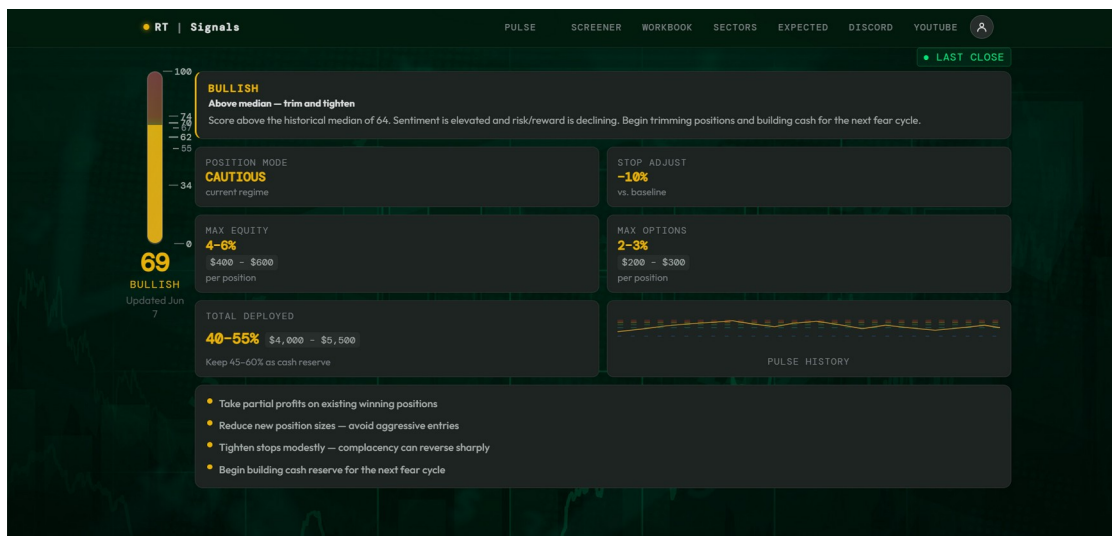 RT | Signals
PULSE SCREENER WORKBOOK SECTORS EXPECTED DISCORD YOUTUBE
LAST CLOSE
100
74
70
67
62
55
34
0
69
BULLISH
Updated Jun
7
BULLISH
Above median — trim and tighten
Score above the historical median of 64. Sentiment is elevated and risk/reward is declining. Begin trimming positions and building cash for the next fear cycle.
POSITION MODE
CAUTIOUS
current regime
STOP ADJUST
-10%
vs. baseline
MAX EQUITY
4-6%
$400 - $600
per position
MAX OPTIONS
2-3%
$200 - $300
per position
TOTAL DEPLOYED
40-55% $4,000 - $5,500
Keep 45-60% as cash reserve
PULSE HISTORY
Take partial profits on existing winning positions
Reduce new position sizes — avoid aggressive entries
Tighten stops modestly — complacency can reverse sharply
Begin building cash reserve for the next fear cycle